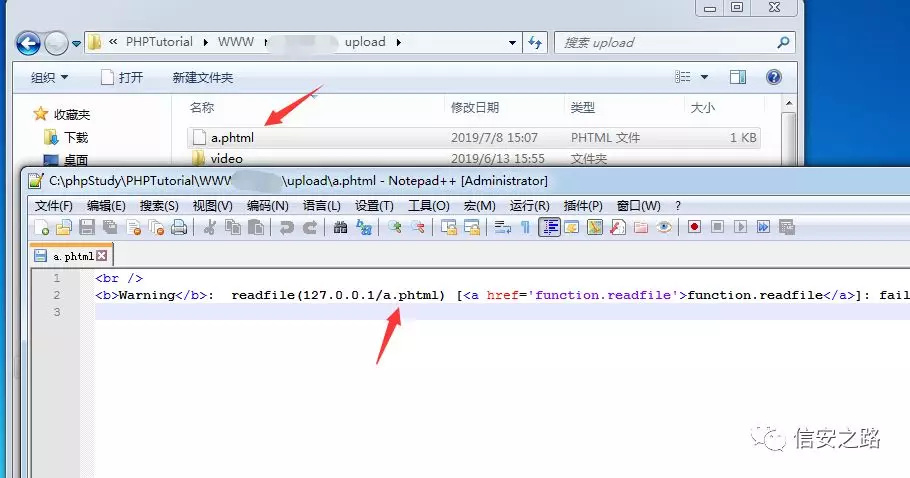 « PHPTutorial ▸ WWW ▸ upload ▸ 搜索 upload
组织 ▼ 打开 新建文件夹
收藏夹 名称 修改日期 类型 大小
下载 a.phtml 2019/7/8 15:07 PHTML 文件 1 KB
桌面 video 2019/6/13 15:55 文件夹
C:\phpStudy\PHPTutorial\WWW \upload\a.phtml - Notepad++ [Administrator]
文件(F) 编辑(E) 搜索(S) 视图(V) 编码(N) 语言(L) 设置(T) 工具(O) 宏(M) 运行(R) 插件(P) 窗口(W) ?
a.phtml
1 <br />
2 <b>Warning</b>:  readfile(127.0.0.1/a.phtml) [<a href='function.readfile'>function.readfile</a>]: fail
3
信安之路